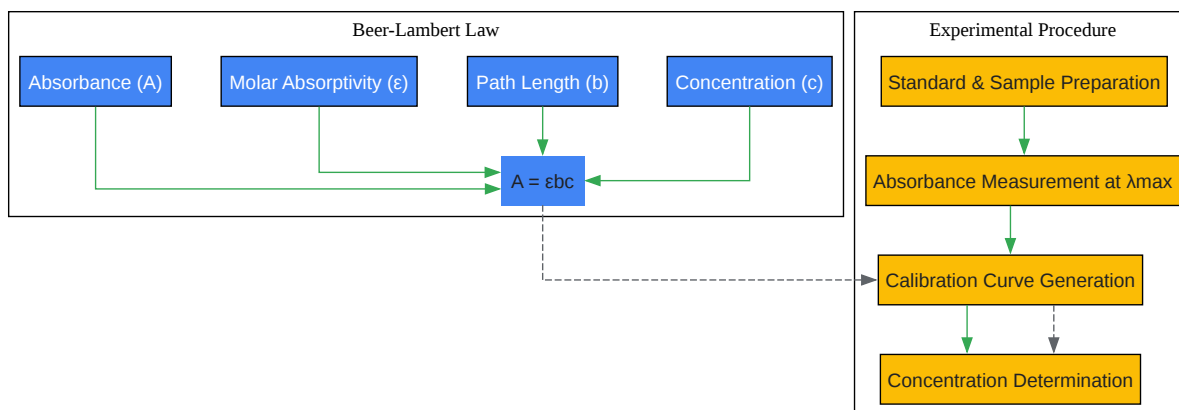 Beer-Lambert Law
Absorbance (A)
Molar Absorptivity (ε)
Path Length (b)
Concentration (c)
A = εbc
Experimental Procedure
Standard & Sample Preparation
Absorbance Measurement at λmax
Calibration Curve Generation
Concentration Determination